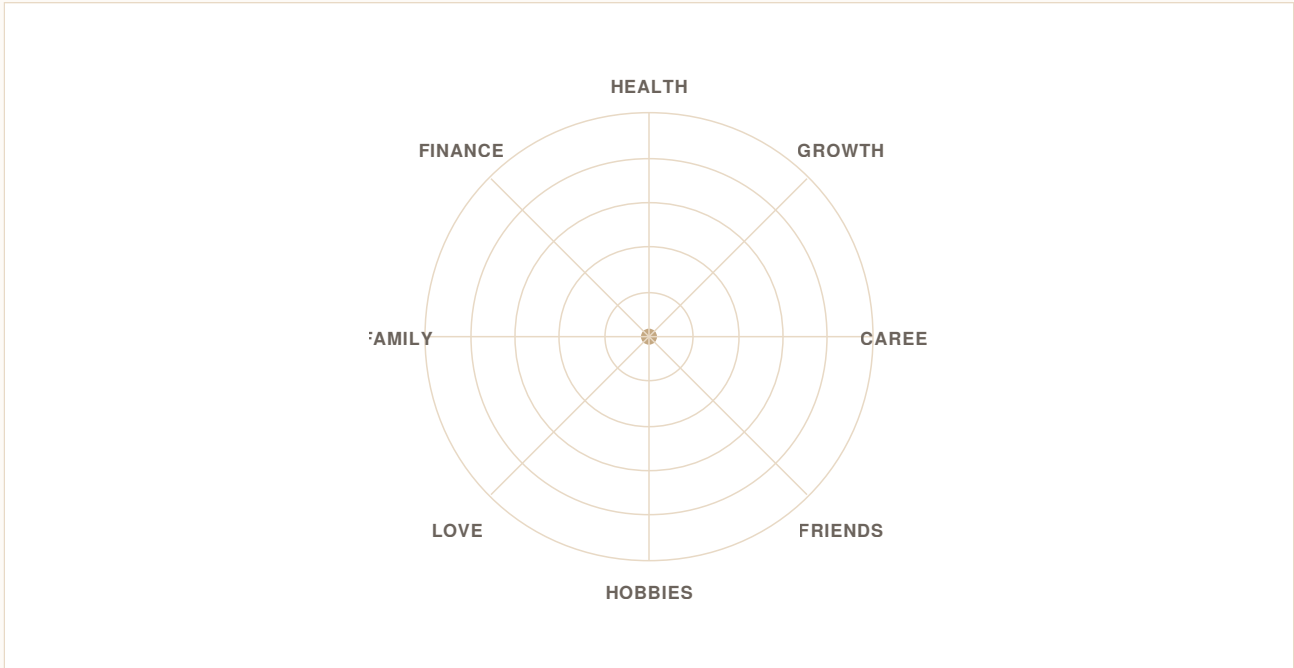 HEALTH
FINANCE
GROWTH
FAMILY
CAREE
LOVE
FRIENDS
HOBBIES